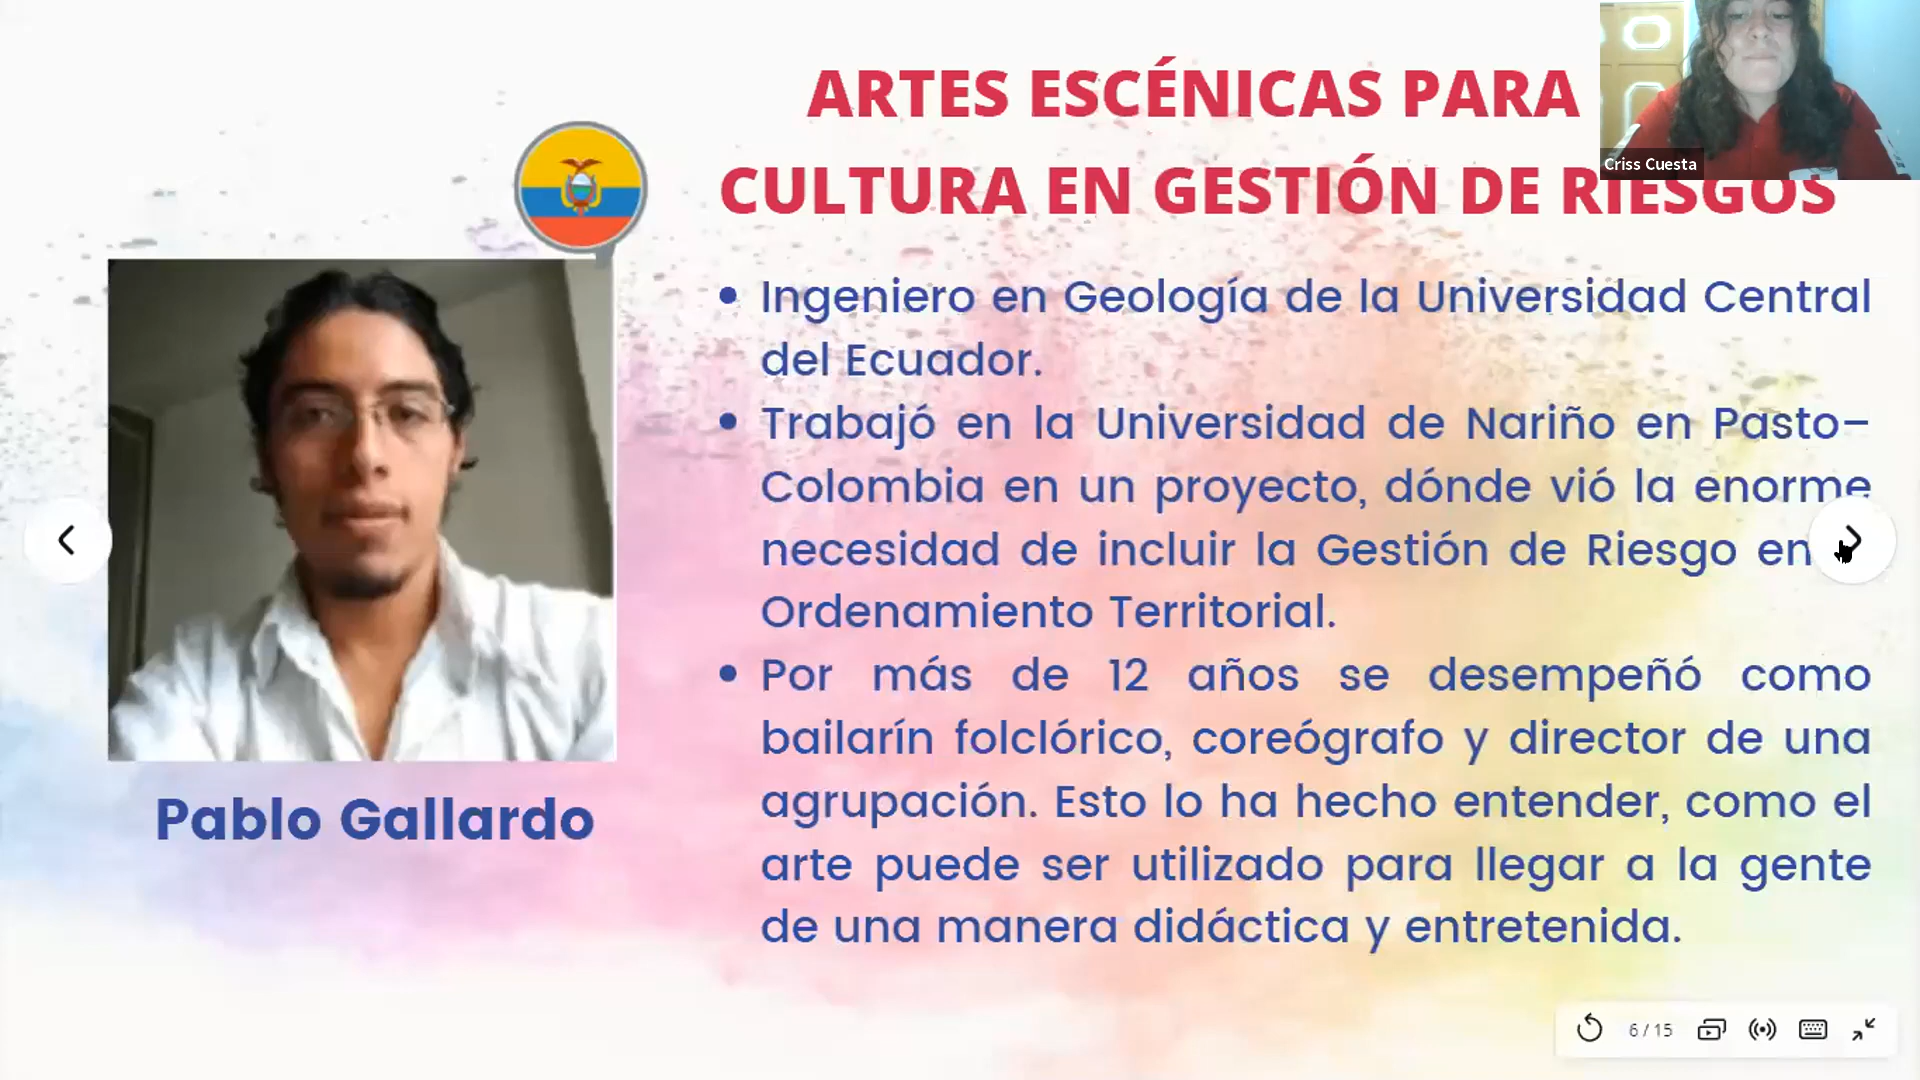 ARTES ESCÉNICAS PARA
CULTURA EN GESTIÓN DE RIESGOS
Criss Cuesta
• Ingeniero en Geología de la Universidad Central
del Ecuador.
• Trabajó en la Universidad de Nariño en Pasto–
Colombia en un proyecto, dónde vió la enorme
necesidad de incluir la Gestión de Riesgo en
Ordenamiento Territorial.
• Por más de 12 años se desempeñó como
bailarín folclórico, coreógrafo y director de una
agrupación. Esto lo ha hecho entender, como el
arte puede ser utilizado para llegar a la gente
de una manera didáctica y entretenida.
Pablo Gallardo
6 / 15